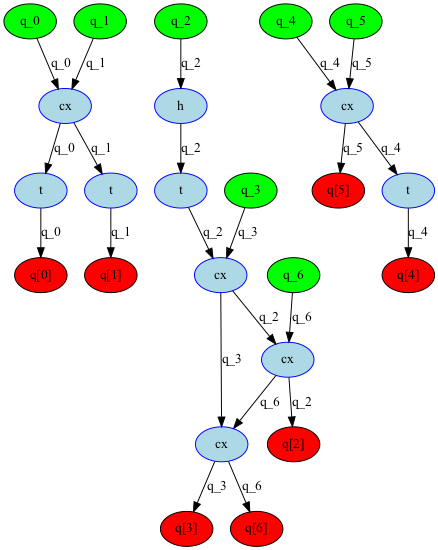 q_0 q_1 q_2 q_4 q_5
q_0 q_1 q_2 q_4 q_5
cx h cx
q_0 q_1 q_2 q_5 q_4
t t t q_3 q[5] t
q_0 q_1 q_2 q_3 q_4
q[0] q[1] cx q_6 q[4]
q_2 q_6
q_3 cx
q_6 q_2
cx q[2]
q_3 q_6
q[3] q[6]